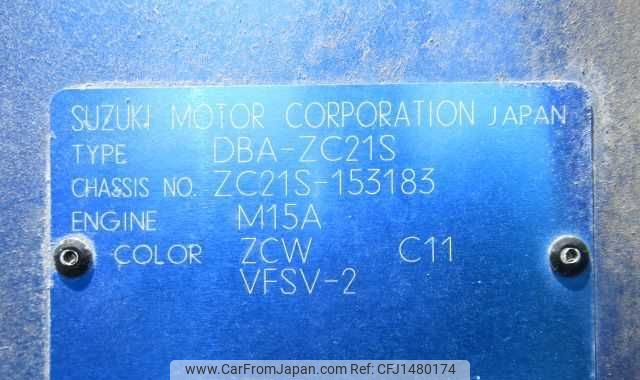 SUZUKI MOTOR CORPORATION JAPAN
TYPE DBA-ZC21S
CHASSIS NO. ZC21S-153183
ENGINE M15A
COLOR ZCW C11
VFSV-2
www.CarFromJapan.com Ref:CFJ1480174